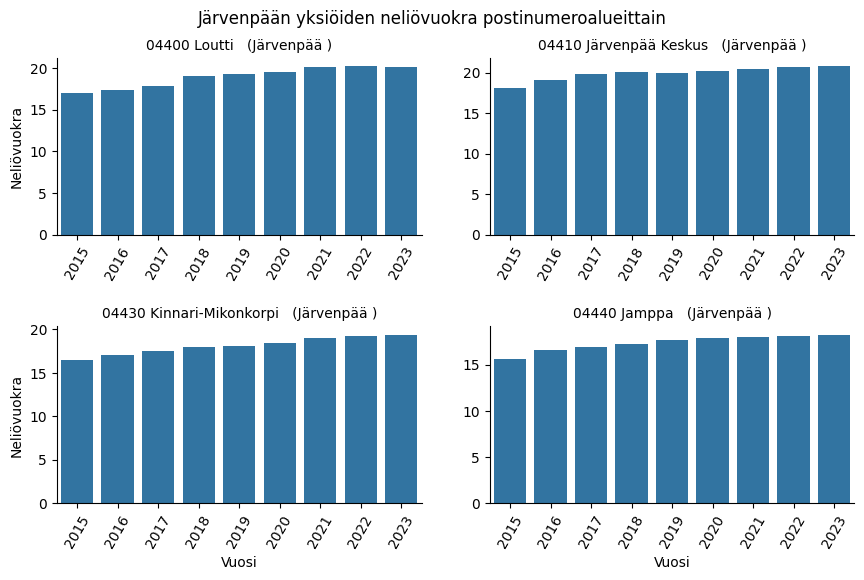 Järvenpään yksiöiden neliövuokra postinumeroalueittain
04400 Loutti   (Järvenpää )
20
15
10
5
0
Neliövuokra
2015 2016 2017 2018 2019 2020 2021 2022 2023
04410 Järvenpää Keskus   (Järvenpää )
20
15
10
5
0
2015 2016 2017 2018 2019 2020 2021 2022 2023
04430 Kinnari-Mikonkorpi   (Järvenpää )
20
15
10
5
0
Neliövuokra
2015 2016 2017 2018 2019 2020 2021 2022 2023
Vuosi
04440 Jamppa   (Järvenpää )
15
10
5
0
2015 2016 2017 2018 2019 2020 2021 2022 2023
Vuosi